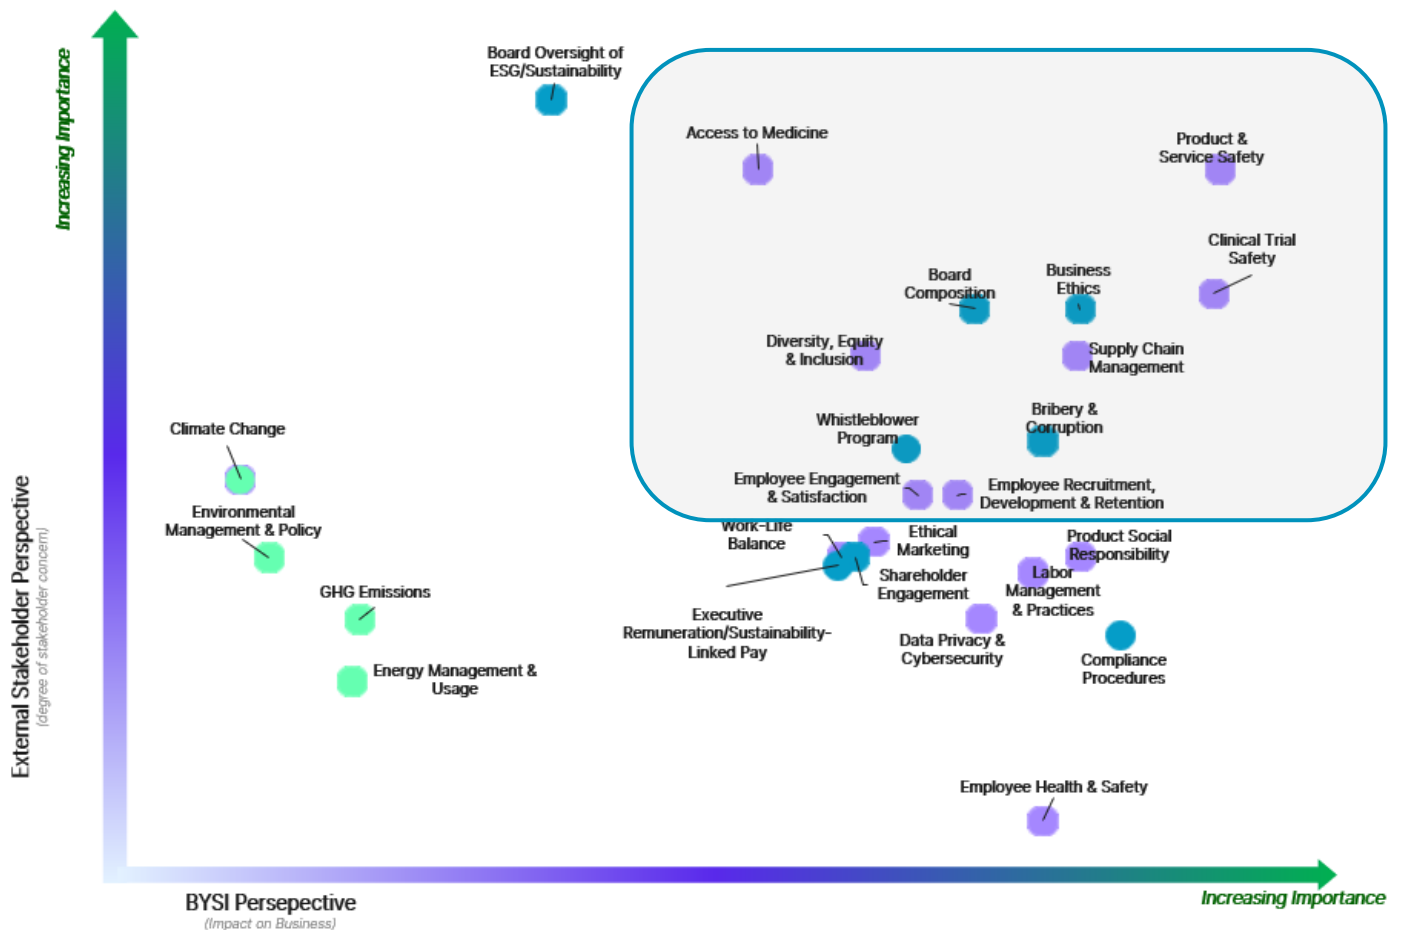 Board Oversight of
ESG/Sustainability
Increasing Importance
Access to Medicine
Product &
Service Safety
Clinical Trial
Safety
Board
Composition
Business
Ethics
Diversity, Equity
& Inclusion
Supply Chain
Management
Whistleblower
Program
Bribery &
Corruption
Climate Change
Employee Engagement
& Satisfaction
Employee Recruitment,
Development & Retention
Environmental
Management & Policy
Work-Life
Balance
Ethical
Marketing
Product Social
Responsibility
External Stakeholder Perspective
(degree of stakeholder concern)
GHG Emissions
Shareholder
Engagement
Labor
Management
& Practices
Executive
Remuneration/Sustainability-
Linked Pay
Data Privacy &
Cybersecurity
Compliance
Procedures
Energy Management &
Usage
Employee Health & Safety
BYSI Persepective
(Impact on Business)
Increasing Importance